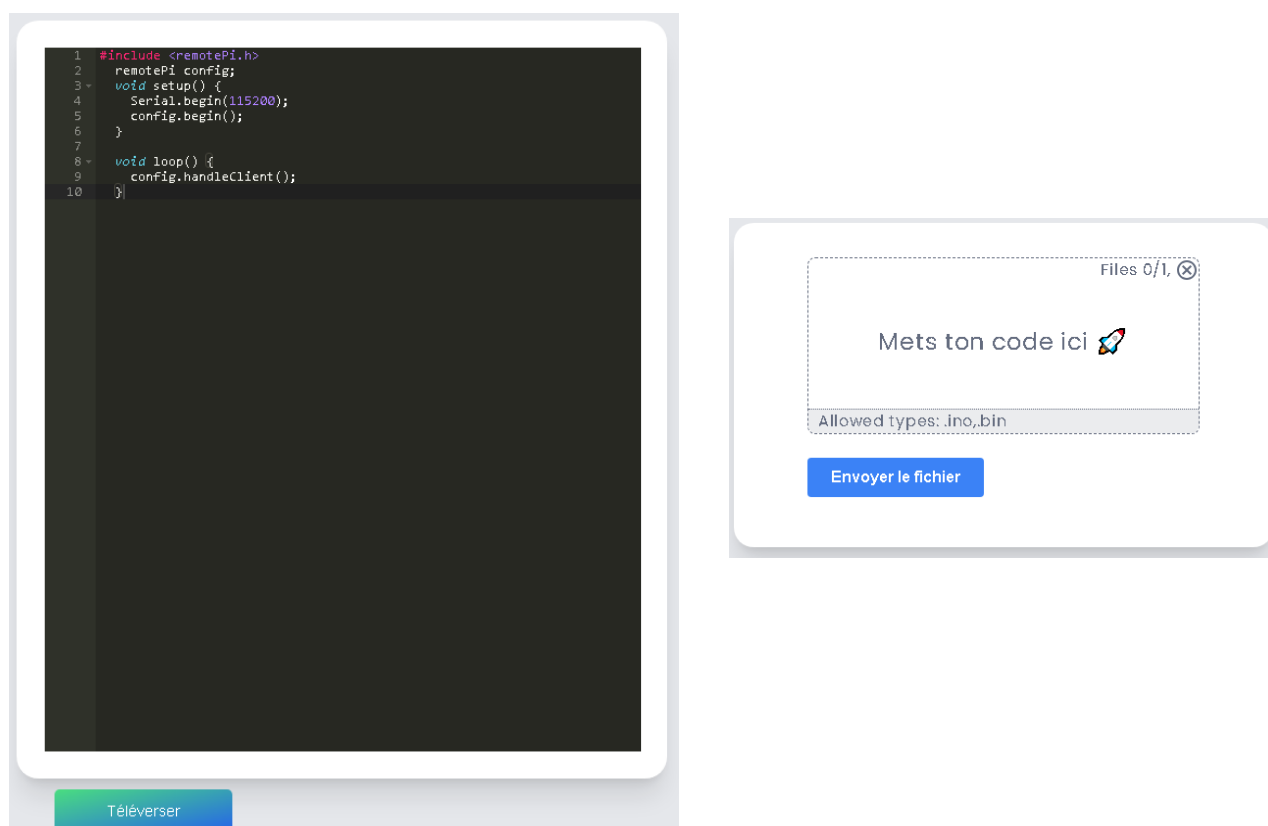 1 #include <remotePi.h>
2 remotePi config;
3 void setup() {
4 Serial.begin(115200);
5 config.begin();
6 }
7
8 void loop() {
9 config.handleClient();
10 }
Téléverser
Files 0/1,
Mets ton code ici 🚀
Allowed types: .ino,.bin
Envoyer le fichier